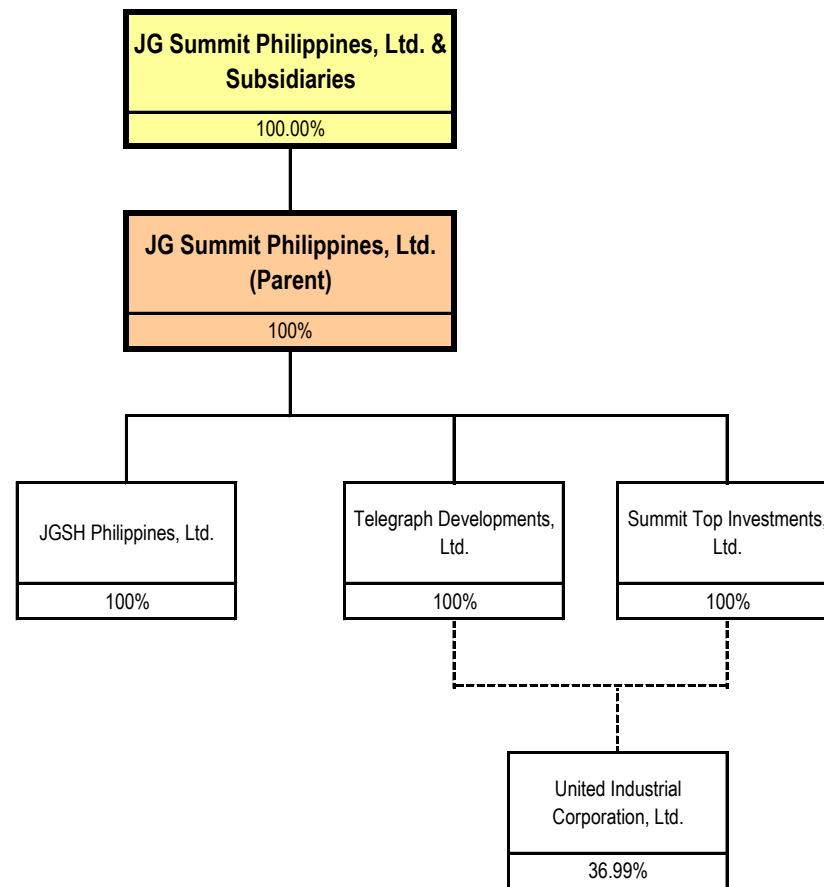 JG Summit Philippines, Ltd. &
Subsidiaries
100.00%
JG Summit Philippines, Ltd.
(Parent)
100%
JGSH Philippines, Ltd.
100%
Telegraph Developments,
Ltd.
100%
Summit Top Investments,
Ltd.
100%
United Industrial
Corporation, Ltd.
36.99%